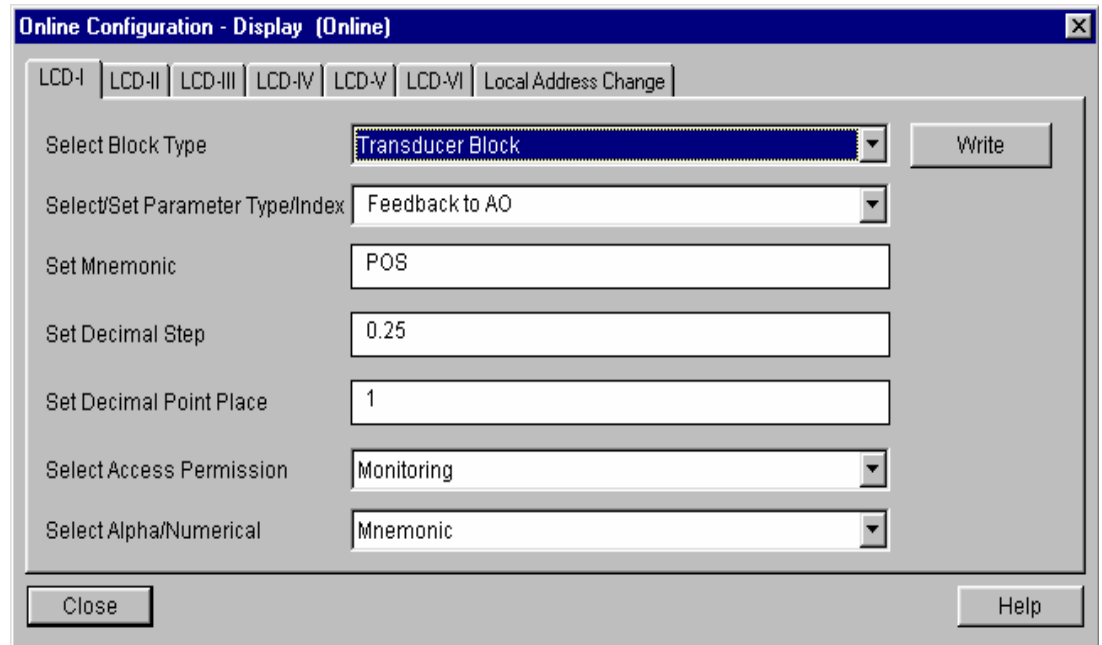 Online Configuration - Display (Online)
LCD-I LCD-II LCD-III LCD-IV LCD-V LCD-VI Local Address Change
Select Block Type Transducer Block Write
Select/Set Parameter Type/Index Feedback to AO
Set Mnemonic POS
Set Decimal Step 0.25
Set Decimal Point Place 1
Select Access Permission Monitoring
Select Alpha/Numerical Mnemonic
Close Help